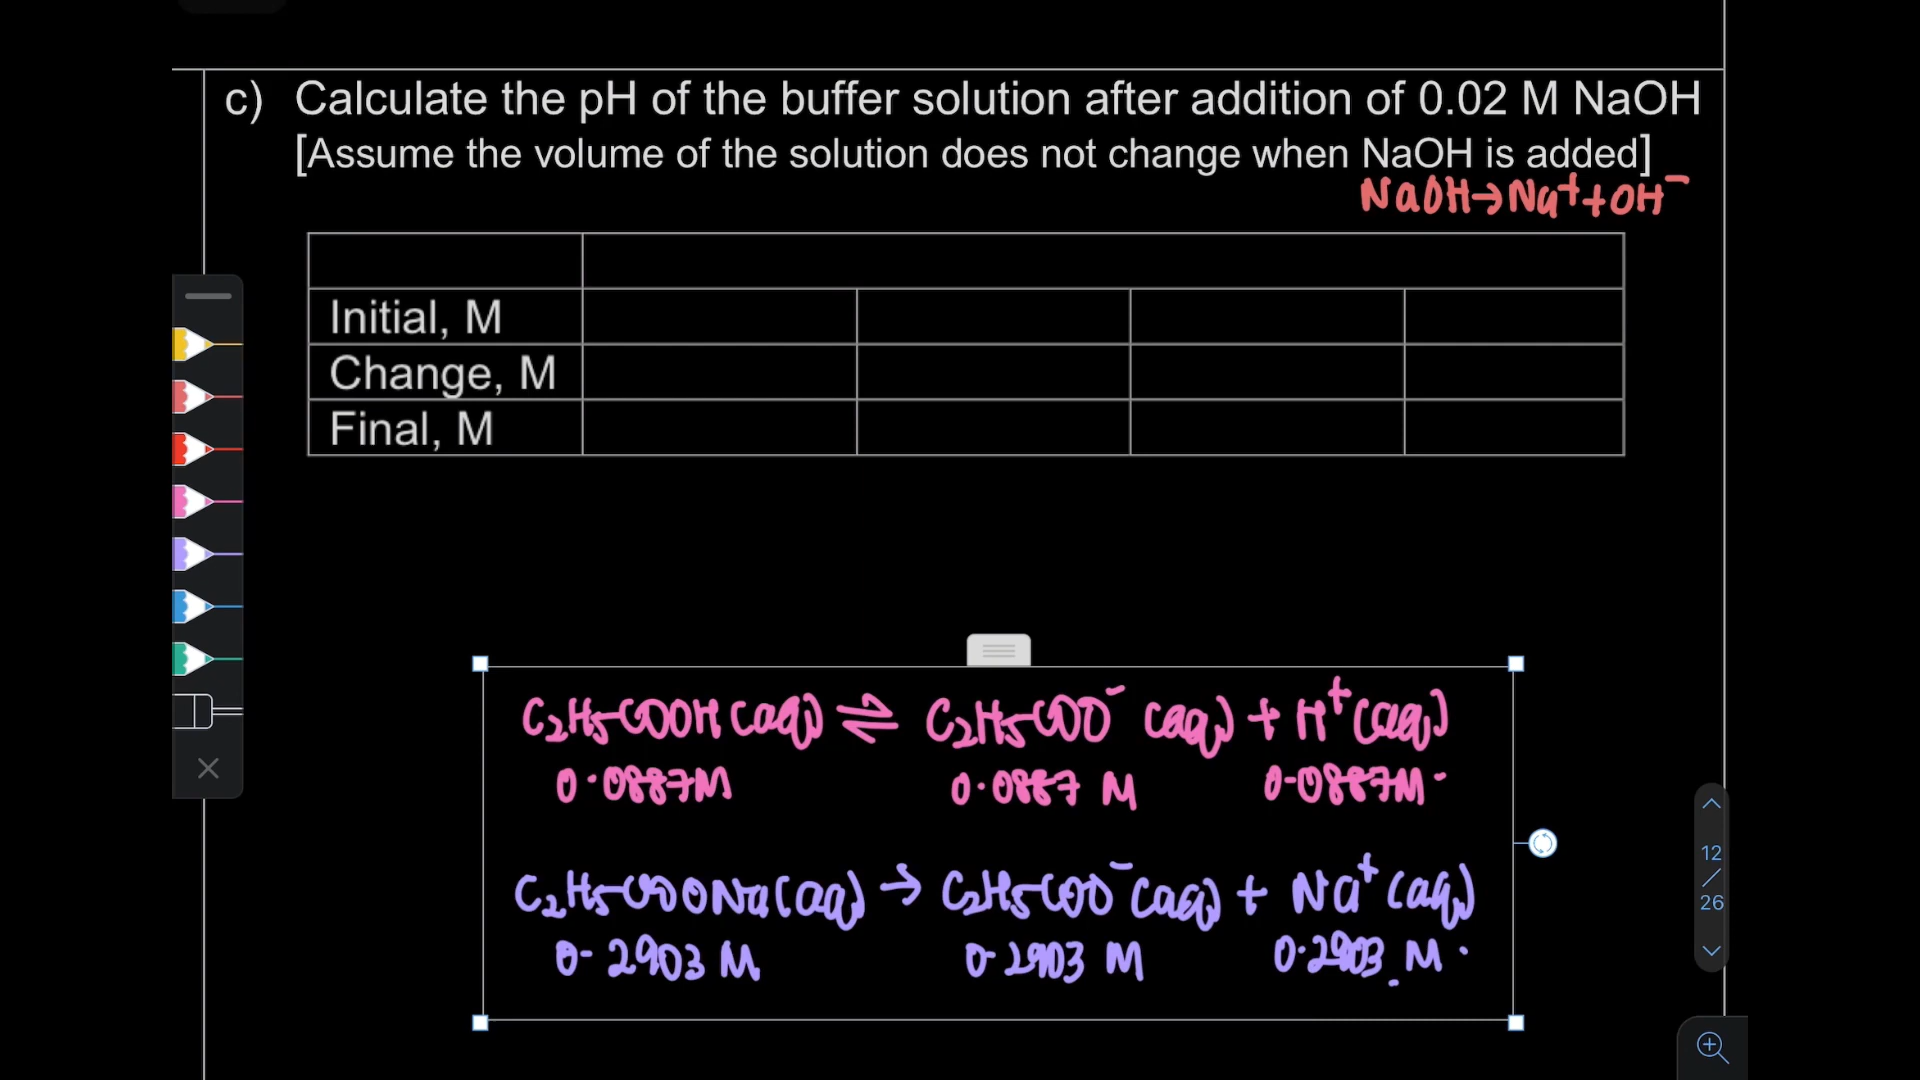 c) Calculate the pH of the buffer solution after addition of 0.02 M NaOH
[Assume the volume of the solution does not change when NaOH is added]
NaOH→Na⁺+OH⁻
Initial, M
Change, M
Final, M
C₂H₅COOH (aq) ⇌ C₂H₅COO⁻ (aq) + H⁺ (aq)
0.0887M 0.0887 M 0.0887M
C₂H₅COONa (aq) → C₂H₅COO⁻ (aq) + Na⁺ (aq)
0.2903 M 0.2903 M 0.2903 M
12
/
26